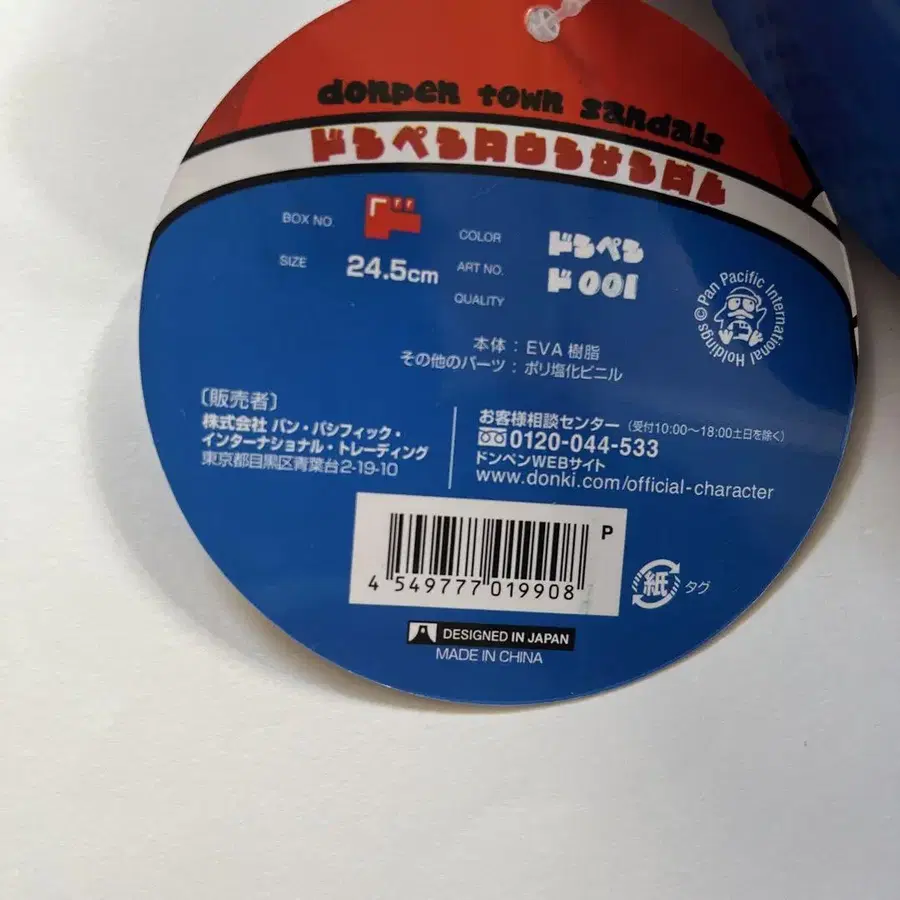 donpen town sandals
ドンペンタウンサンダル
BOX NO.
ド
COLOR ドンペン
SIZE 24.5cm
ART NO. ド001
QUALITY
本体：EVA 樹脂
その他のパーツ：ポリ塩化ビニル
©Pan Pacific International Holdings
〔販売者〕
株式会社 パン・パシフィック・
インターナショナル・トレーディング
東京都目黒区青葉台2-19-10
お客様相談センター（受付10:00～18:00土日を除く）
0120-044-533
ドンペンWEBサイト
www.donki.com/official-character
P
4 549777 019908
紙 タグ
DESIGNED IN JAPAN
MADE IN CHINA